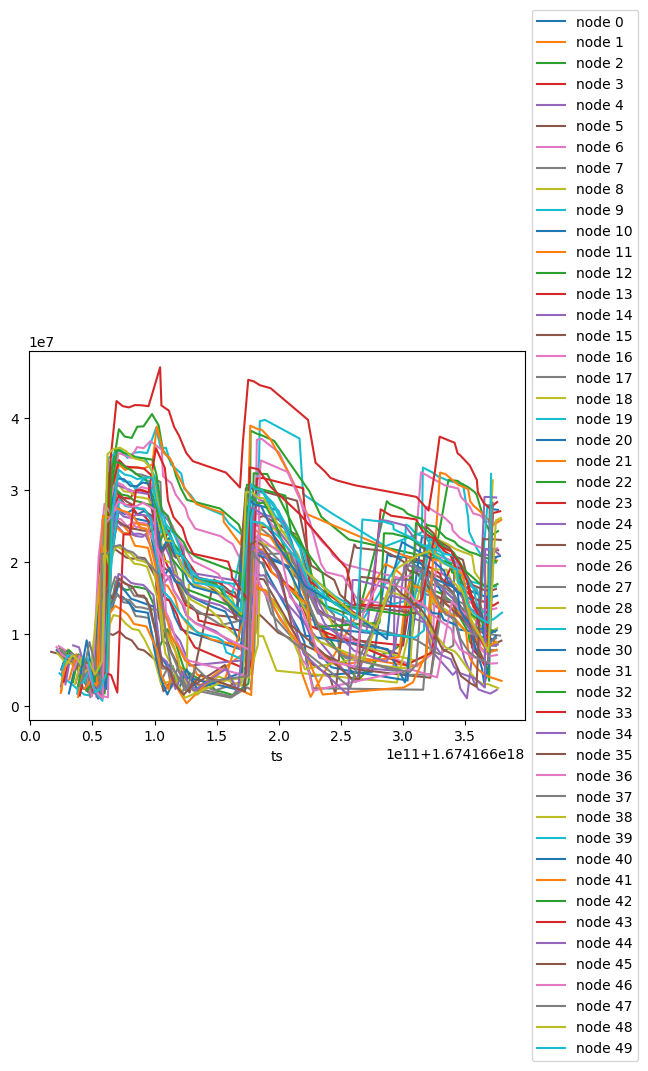 1e7
4
3
2
1
0
0.0 0.5 1.0 1.5 2.0 2.5 3.0 3.5
1e11+1.674166e18
ts
node 0
node 1
node 2
node 3
node 4
node 5
node 6
node 7
node 8
node 9
node 10
node 11
node 12
node 13
node 14
node 15
node 16
node 17
node 18
node 19
node 20
node 21
node 22
node 23
node 24
node 25
node 26
node 27
node 28
node 29
node 30
node 31
node 32
node 33
node 34
node 35
node 36
node 37
node 38
node 39
node 40
node 41
node 42
node 43
node 44
node 45
node 46
node 47
node 48
node 49